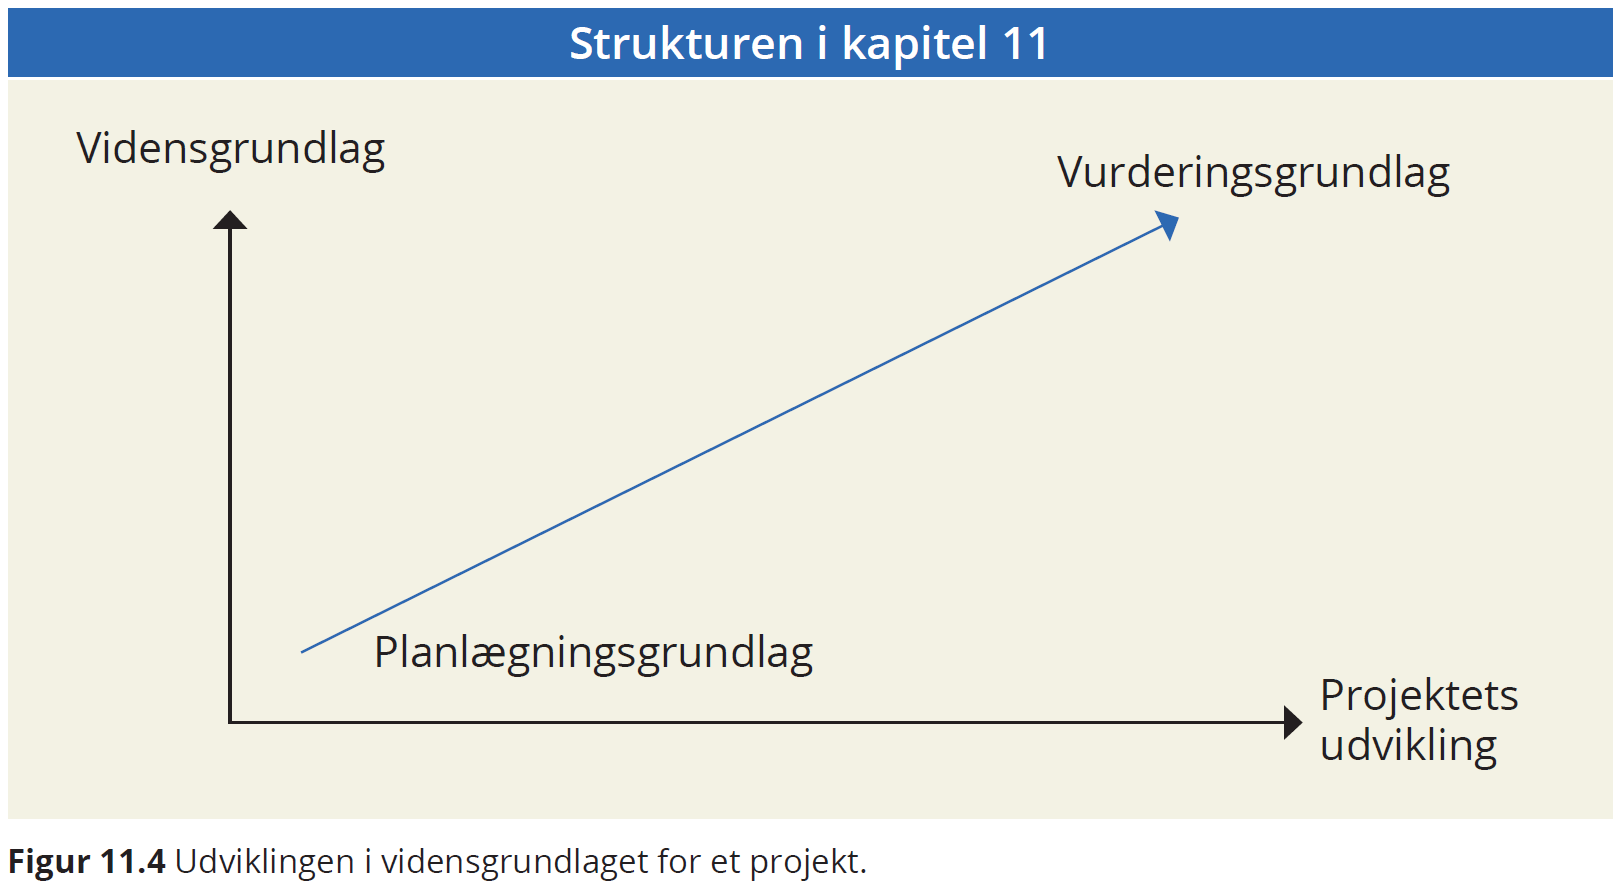 Strukturen i kapitel 11
Vidensgrundlag
Vurderingsgrundlag
Planlægningsgrundlag
Projektets
udvikling
Figur 11.4 Udviklingen i vidensgrundlaget for et projekt.